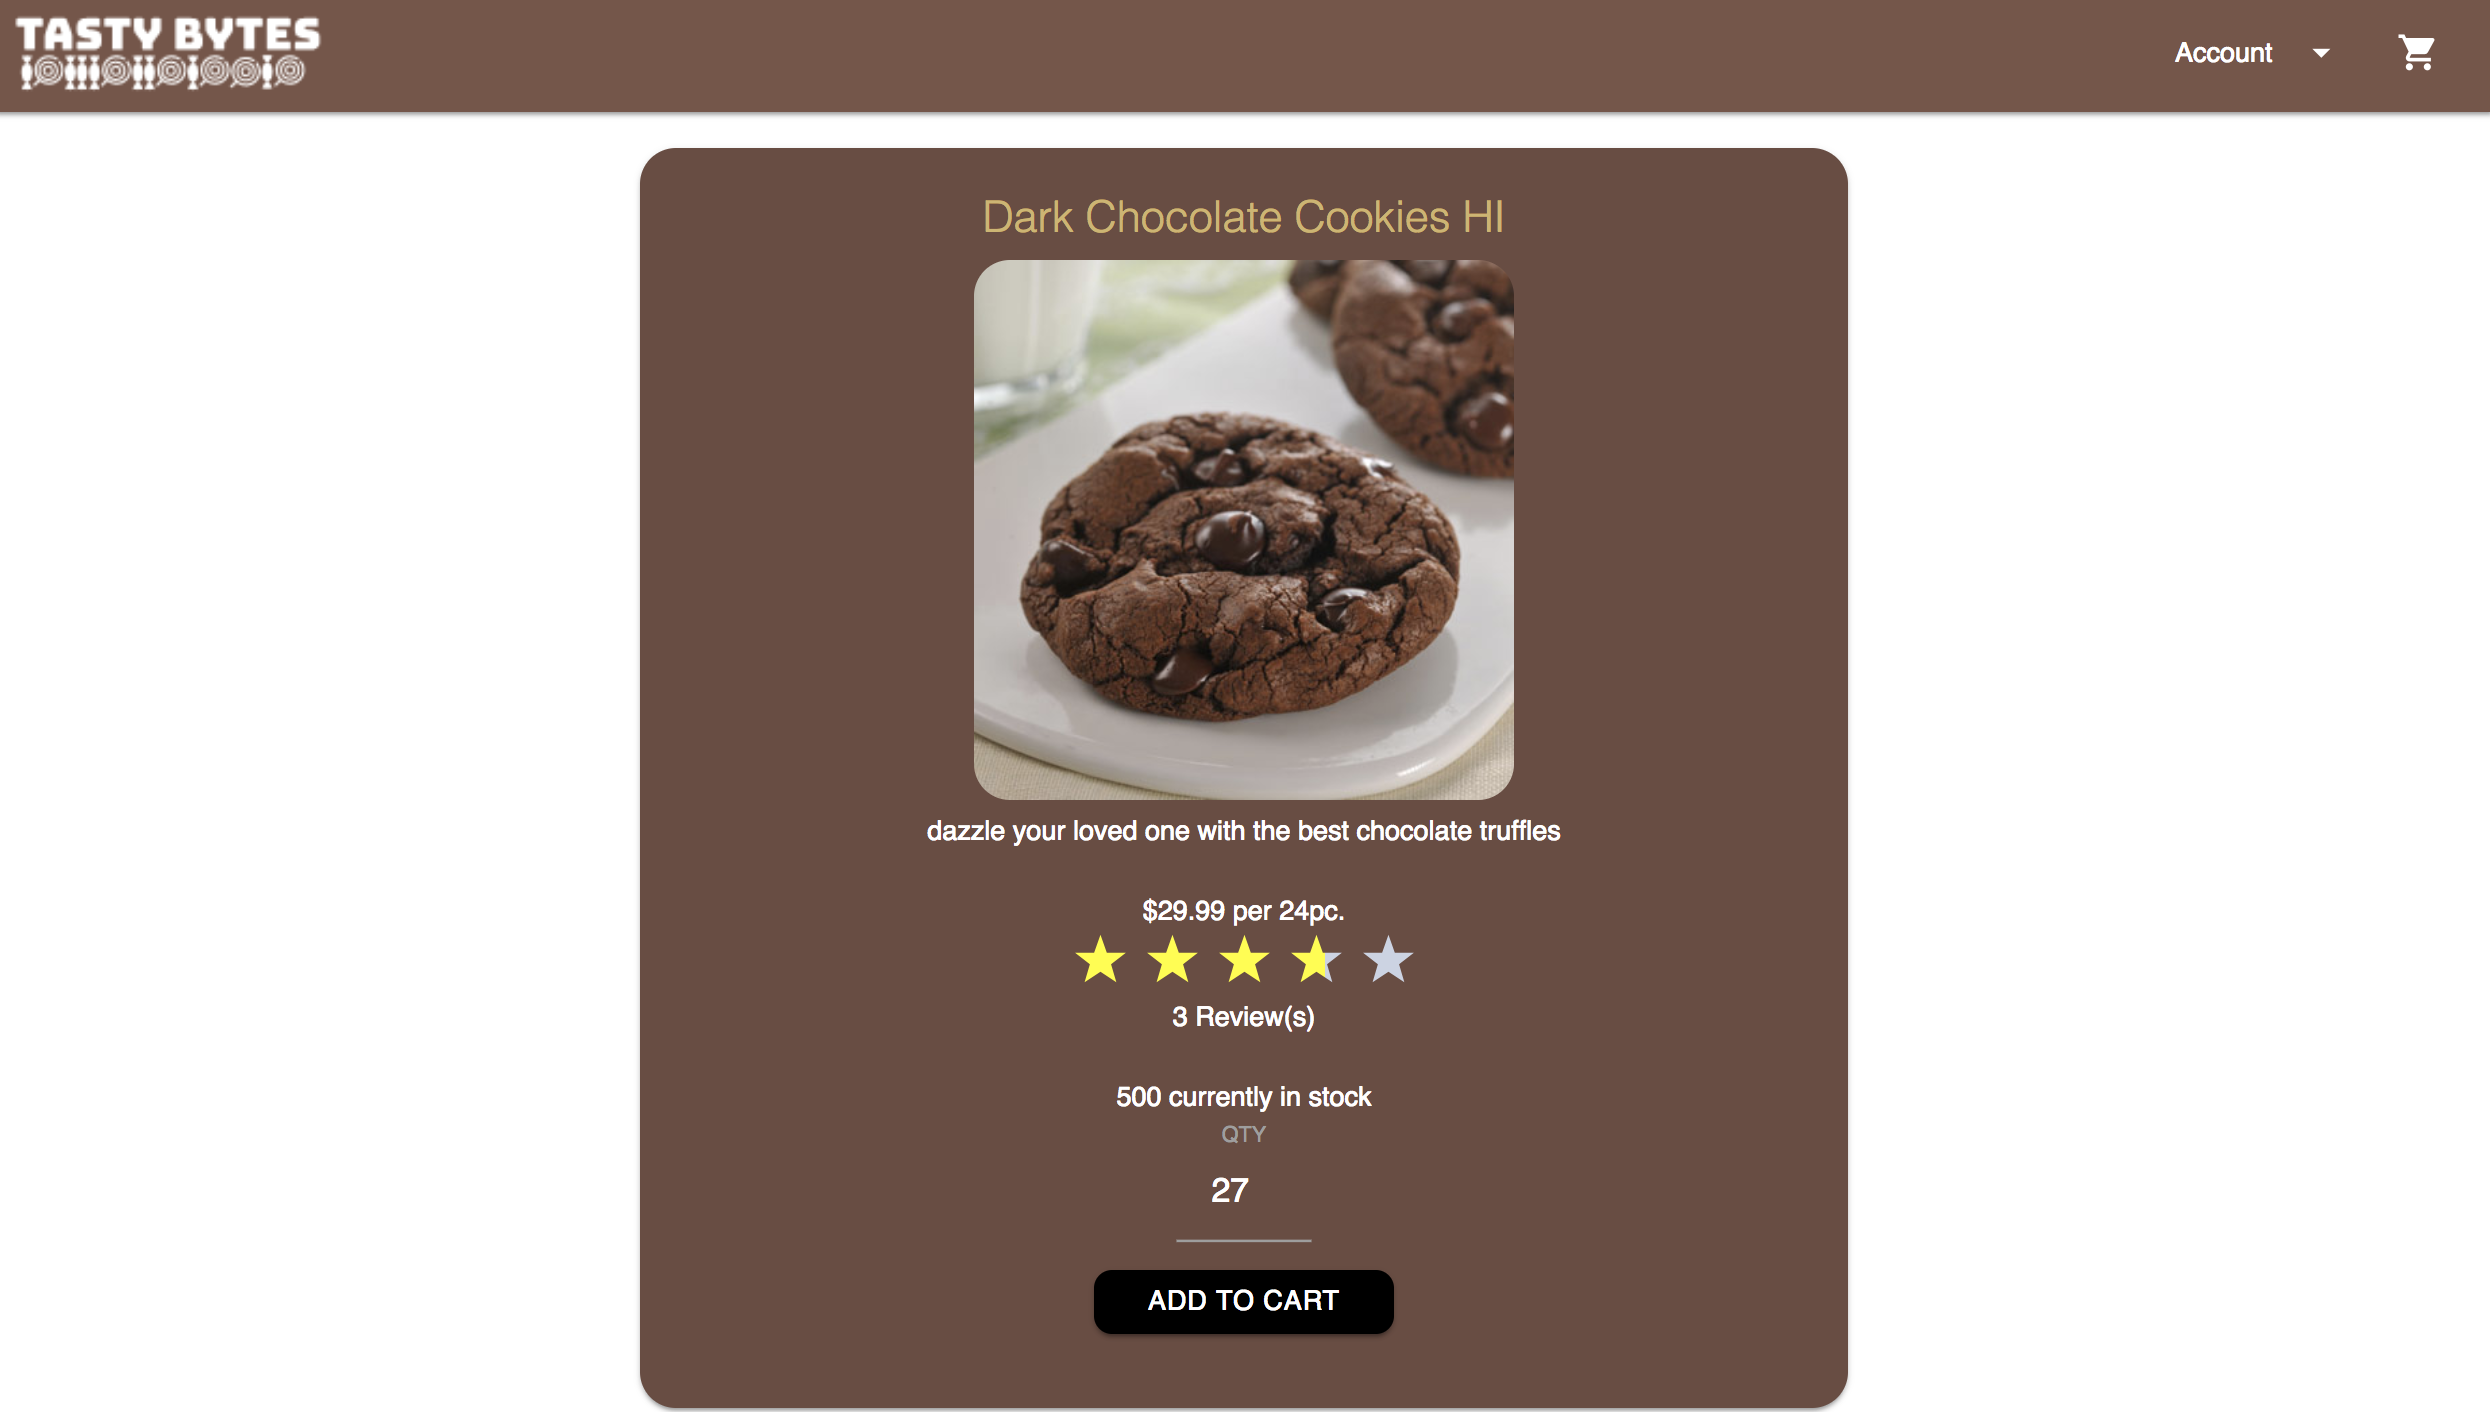 TASTY BYTES
Account
Dark Chocolate Cookies HI
dazzle your loved one with the best chocolate truffles
$29.99 per 24pc.
3 Review(s)
500 currently in stock
QTY
27
ADD TO CART